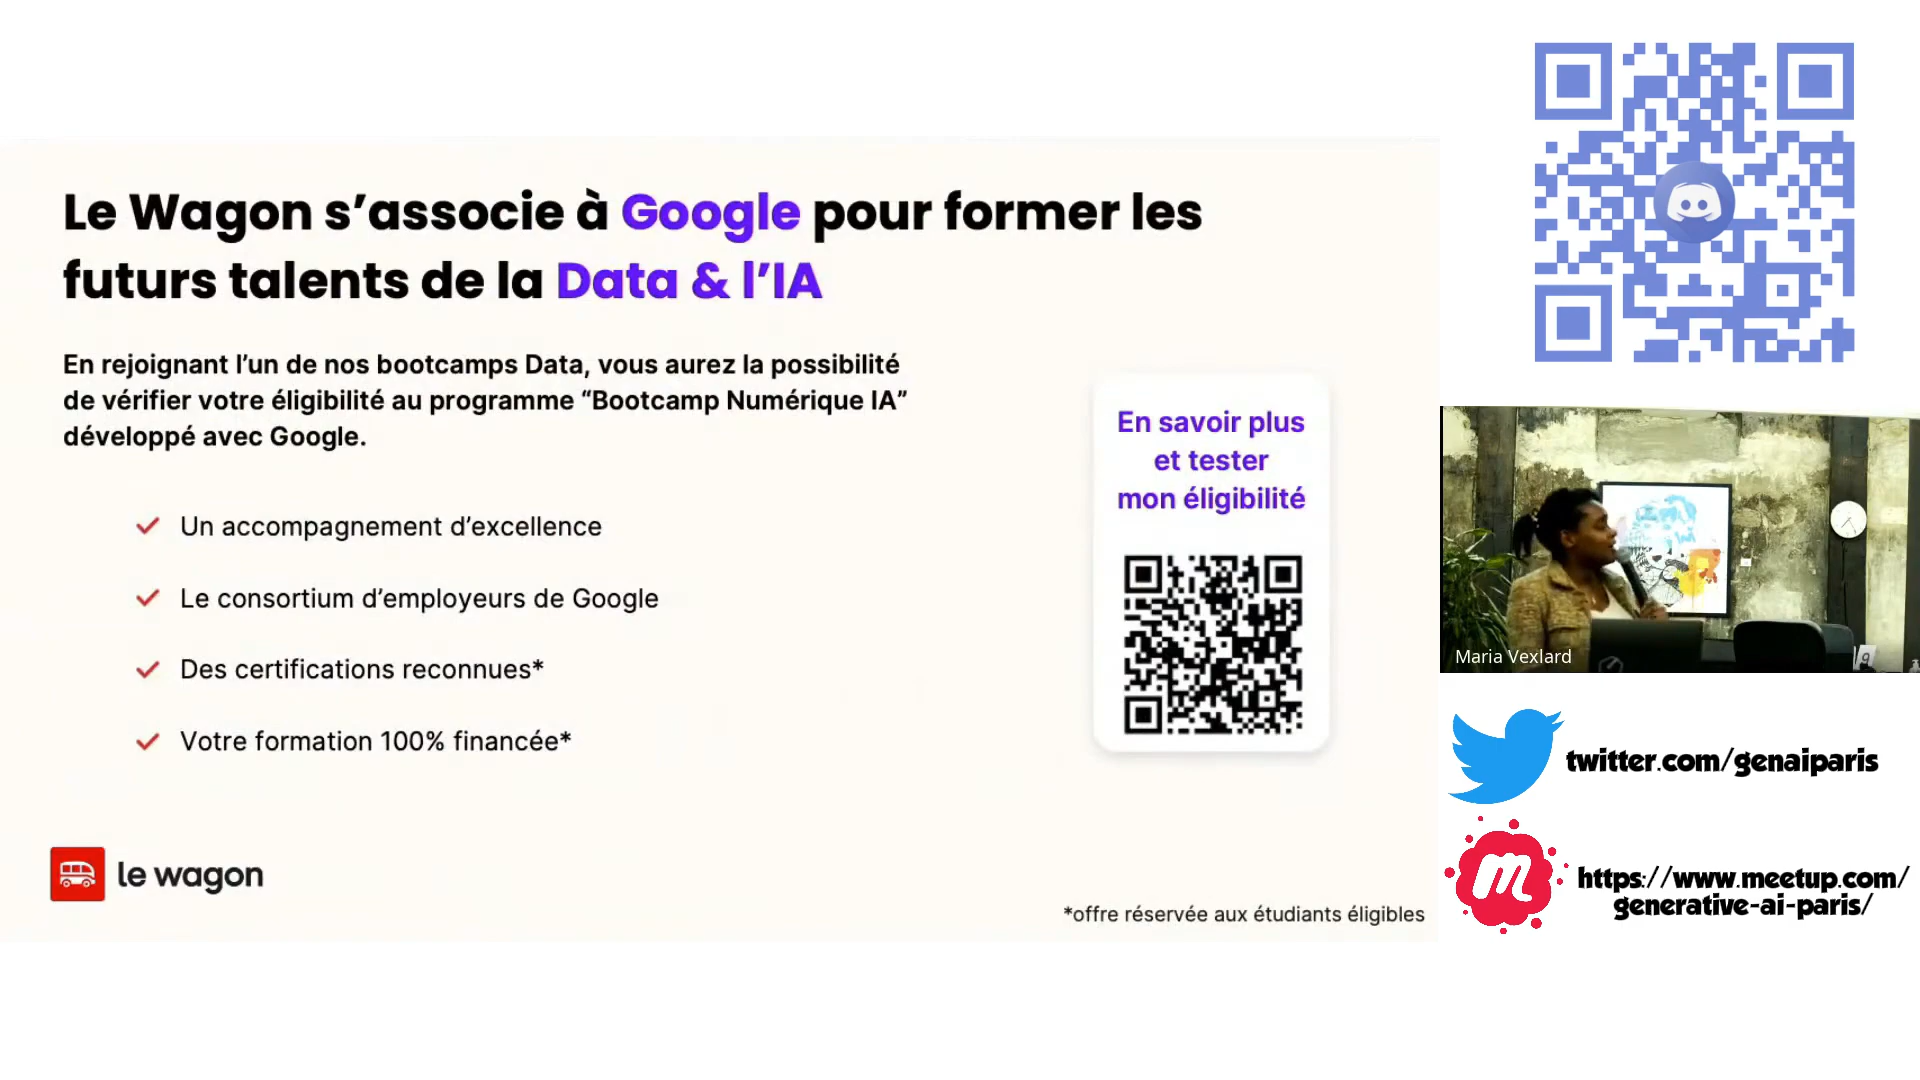 Le Wagon s’associe à Google pour former les
futurs talents de la Data & l’IA
En rejoignant l’un de nos bootcamps Data, vous aurez la possibilité
de vérifier votre éligibilité au programme “Bootcamp Numérique IA”
développé avec Google.
Un accompagnement d’excellence
Le consortium d’employeurs de Google
Des certifications reconnues*
Votre formation 100% financée*
En savoir plus
et tester
mon éligibilité
le wagon
*offre réservée aux étudiants éligibles
Maria Vexlard
twitter.com/genaiparis
https://www.meetup.com/
generative-ai-paris/